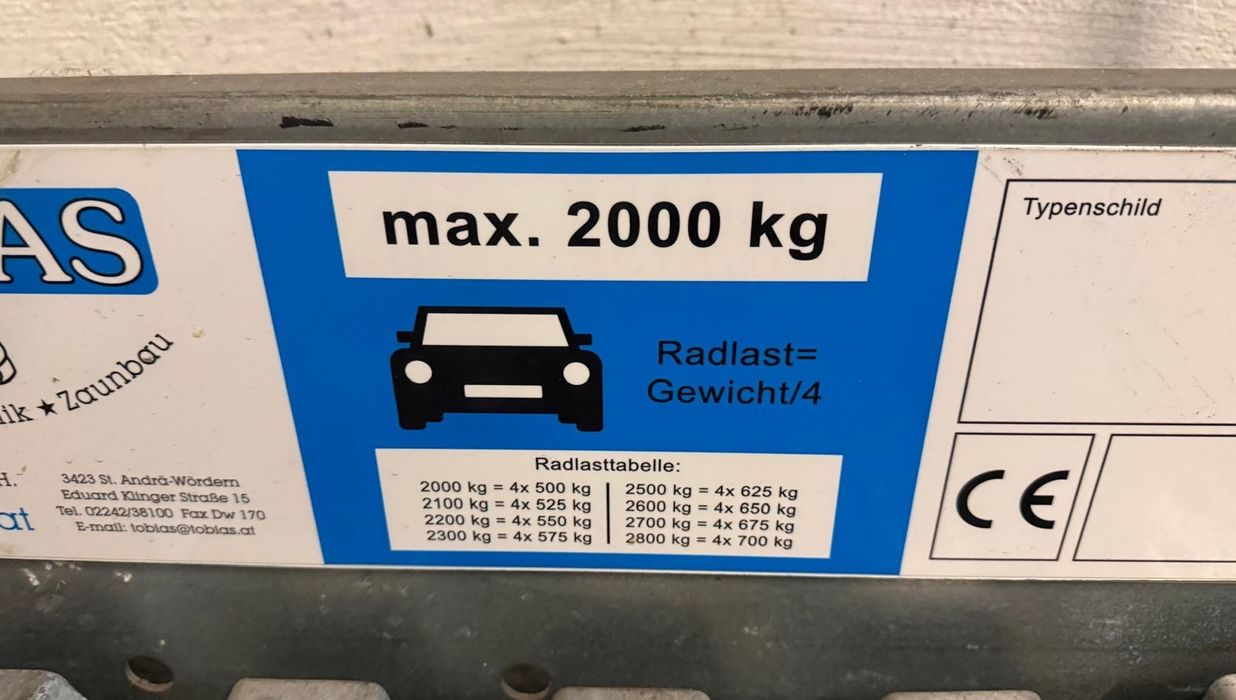 AS
★ Zaunbau
3423 St. Andrä-Wördern
Eduard Klinger Straße 15
Tel. 02242/38100 Fax Dw 170
E-mail: tobias@tobias.at
H.
at
max. 2000 kg
Radlast=
Gewicht/4
Radlasttabelle:
2000 kg = 4x 500 kg
2100 kg = 4x 525 kg
2200 kg = 4x 550 kg
2300 kg = 4x 575 kg
2500 kg = 4x 625 kg
2600 kg = 4x 650 kg
2700 kg = 4x 675 kg
2800 kg = 4x 700 kg
Typenschild
CE